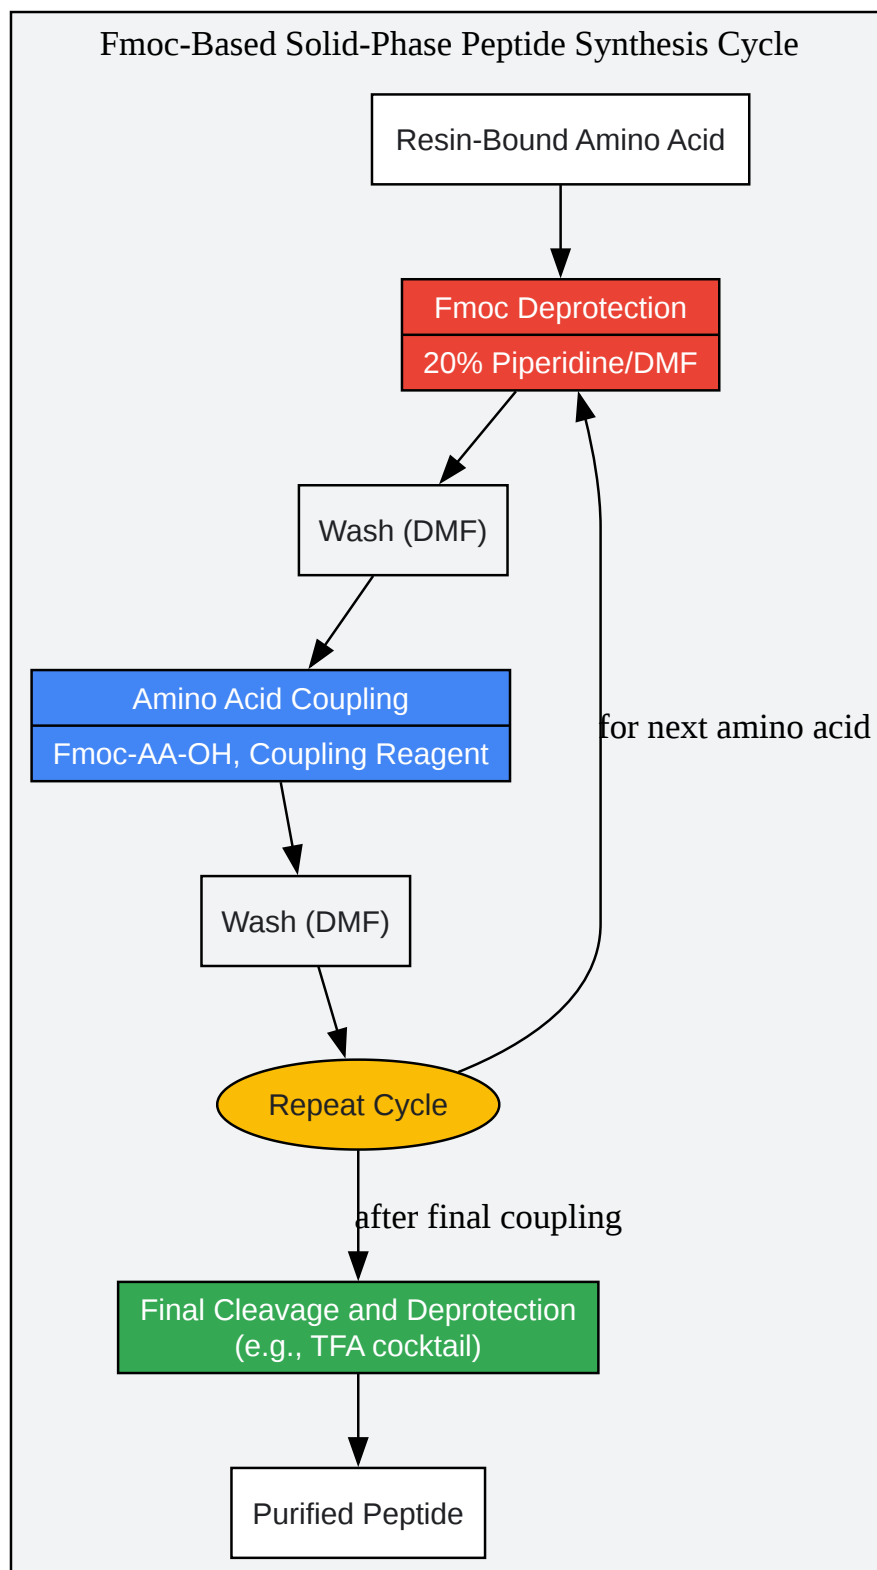 Fmoc-Based Solid-Phase Peptide Synthesis Cycle
Resin-Bound Amino Acid
Fmoc Deprotection
20% Piperidine/DMF
Wash (DMF)
Amino Acid Coupling
Fmoc-AA-OH, Coupling Reagent
for next amino acid
Wash (DMF)
Repeat Cycle
after final coupling
Final Cleavage and Deprotection
(e.g., TFA cocktail)
Purified Peptide